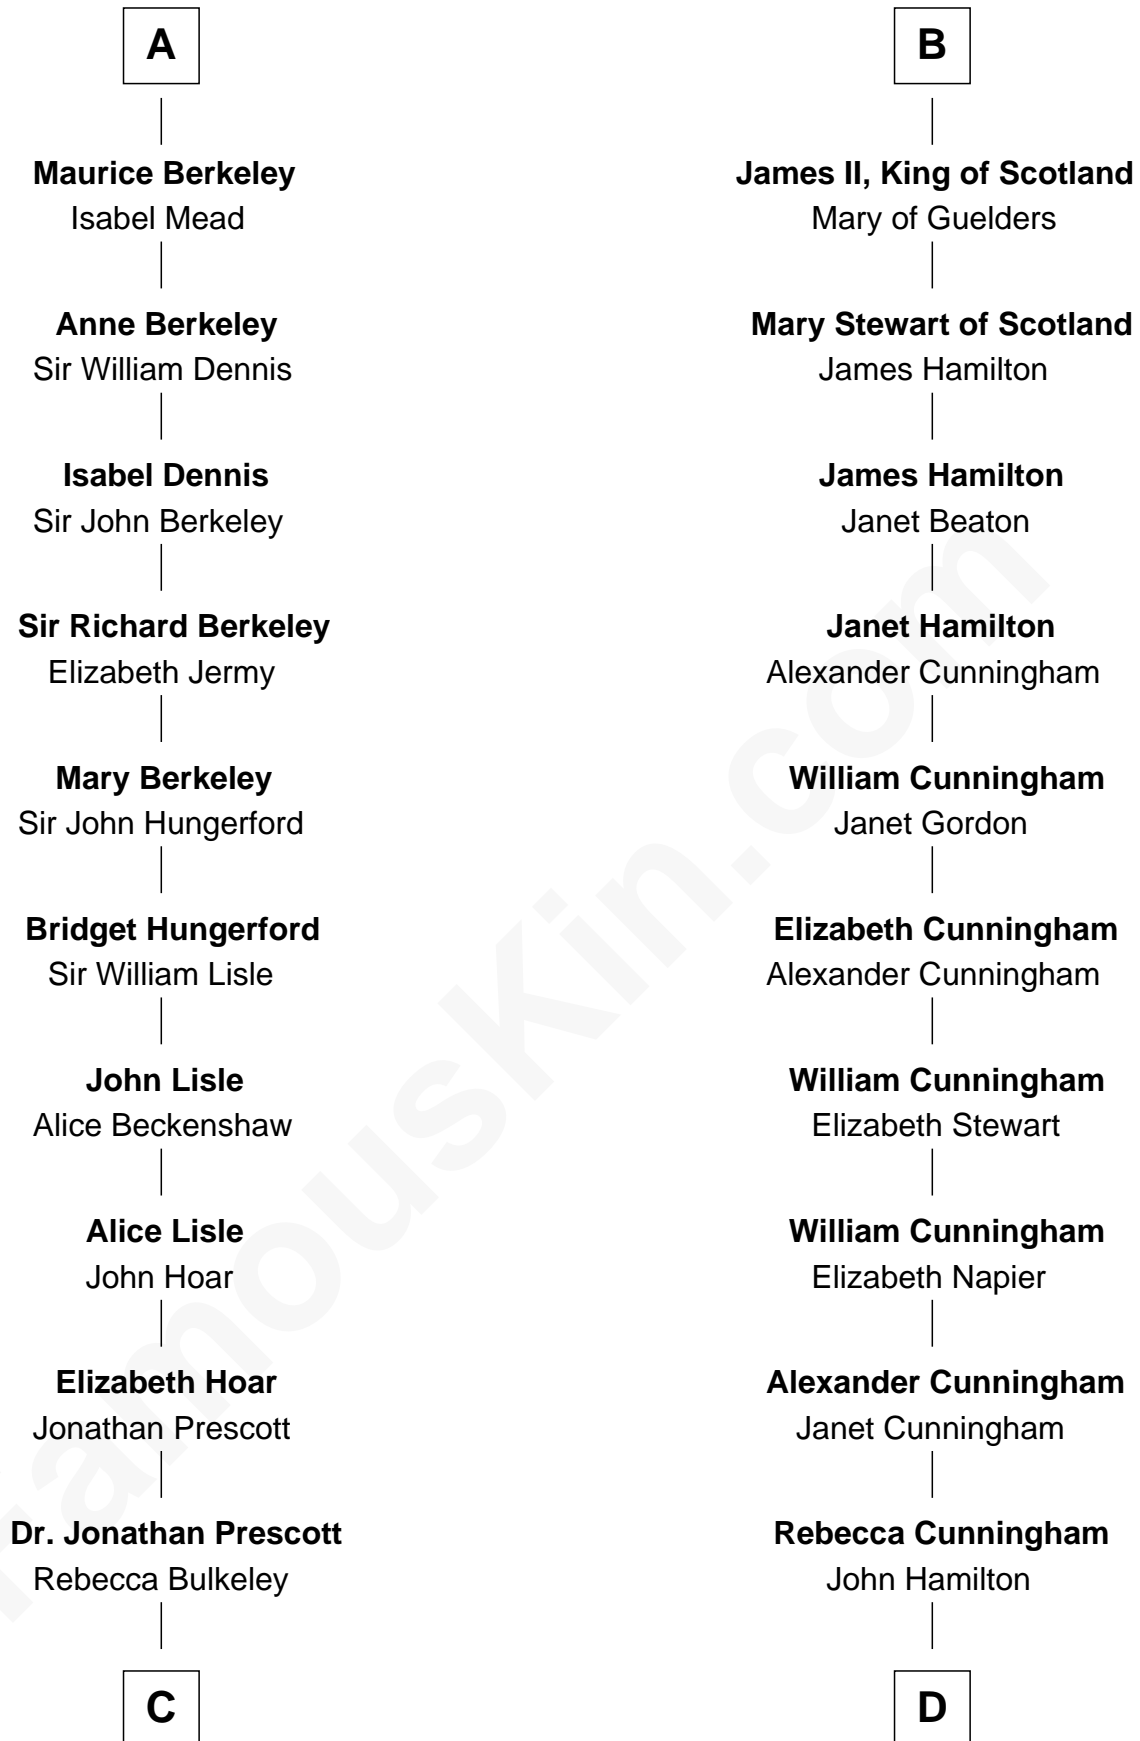 A
Maurice Berkeley
Isabel Mead
Anne Berkeley
Sir William Dennis
Isabel Dennis
Sir John Berkeley
Sir Richard Berkeley
Elizabeth Jermy
Mary Berkeley
Sir John Hungerford
Bridget Hungerford
Sir William Lisle
John Lisle
Alice Beckenshaw
Alice Lisle
John Hoar
Elizabeth Hoar
Jonathan Prescott
Dr. Jonathan Prescott
Rebecca Bulkeley
C
B
James II, King of Scotland
Mary of Guelders
Mary Stewart of Scotland
James Hamilton
James Hamilton
Janet Beaton
Janet Hamilton
Alexander Cunningham
William Cunningham
Janet Gordon
Elizabeth Cunningham
Alexander Cunningham
William Cunningham
Elizabeth Stewart
William Cunningham
Elizabeth Napier
Alexander Cunningham
Janet Cunningham
Rebecca Cunningham
John Hamilton
D
FamousKin.com